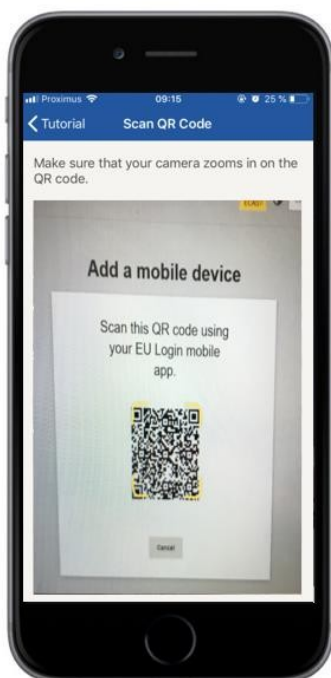 Proximus 09:15 25 %
Tutorial Scan QR Code
Make sure that your camera zooms in on the
QR code.
Add a mobile device
Scan this QR code using
your EU Login mobile
app.
Cancel